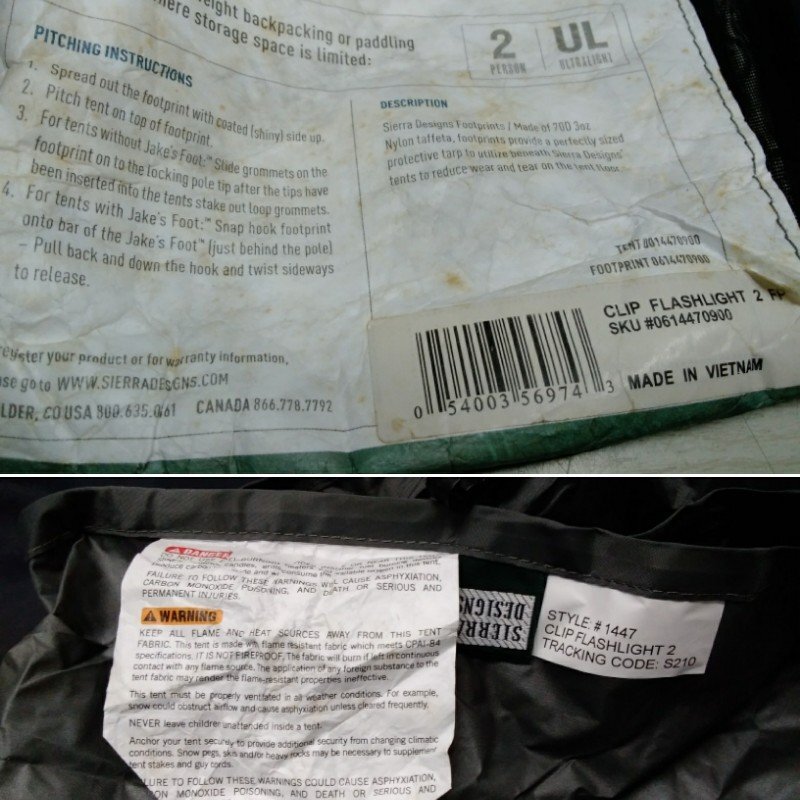 weight backpacking or paddling
where storage space is limited:
PITCHING INSTRUCTIONS
1. Spread out the footprint with coated (shiny) side up.
2. Pitch tent on top of footprint.
3. For tents without Jake's Foot:™ Slide grommets on the
footprint on to the locking pole tip after the tips have
been inserted into the tents stake out loop grommets.
4. For tents with Jake's Foot:™ Snap hook footprint
onto bar of the Jake's Foot™ (just behind the pole)
– Pull back and down the hook and twist sideways
to release.
register your product or for warranty information,
go to WWW.SIERRADESIGNS.COM
LDER, CO USA 800.635.0461 CANADA 866.778.7792
2
PERSON
UL
ULTRALIGHT
DESCRIPTION
Sierra Designs Footprints / Made of 70D 3oz
Nylon taffeta, footprints provide a perfectly sized
protective tarp to utilize beneath Sierra Designs'
tents to reduce wear and tear on the tent floor
TENT 0014470900
FOOTPRINT 0614470900
CLIP FLASHLIGHT 2 FP
SKU #0614470900
0 54003 56974 3
MADE IN VIETNAM
DANGER
FAILURE TO FOLLOW THESE WARNINGS WILL CAUSE ASPHYXIATION,
CARBON MONOXIDE POISONING, AND DEATH OR SERIOUS AND
PERMANENT INJURIES.
WARNING
KEEP ALL FLAME AND HEAT SOURCES AWAY FROM THIS TENT
FABRIC. This tent is made with flame resistant fabric which meets CPAI-84
specifications. IT IS NOT FIREPROOF. The fabric will burn if left in continuous
contact with any flame source. The application of any foreign substance to the
tent fabric may render the flame-resistant properties ineffective.
This tent must be properly ventilated in all weather conditions. For example,
snow could obstruct airflow and cause asphyxiation unless cleared frequently.
NEVER leave children unattended inside a tent.
Anchor your tent securely to provide additional security from changing climatic
conditions. Snow pegs, skis and/or heavy rocks may be necessary to supplement
tent stakes and guy cords.
FAILURE TO FOLLOW THESE WARNINGS COULD CAUSE ASPHYXIATION,
CARBON MONOXIDE POISONING, AND DEATH OR SERIOUS AND
SIERRA
DESIGNS
STYLE: # 1447
CLIP FLASHLIGHT 2
TRACKING CODE: S210